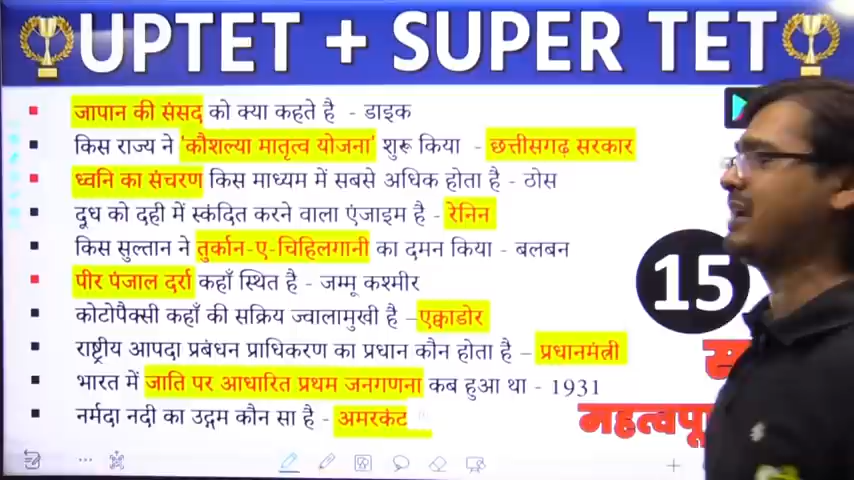 UPTET + SUPER TET
जापान की संसद को क्या कहते है - डाइक
किस राज्य ने 'कौशल्या मातृत्व योजना' शुरू किया - छत्तीसगढ़ सरकार
ध्वनि का संचरण किस माध्यम में सबसे अधिक होता है - ठोस
दूध को दही में स्कंदित करने वाला एंजाइम है - रेनिन
किस सुल्तान ने तुर्कान-ए-चिहिलगानी का दमन किया - बलबन
पीर पंजाल दर्रा कहाँ स्थित है - जम्मू कश्मीर
कोटोपैक्सी कहाँ की सक्रिय ज्वालामुखी है – एक्वाडोर
राष्ट्रीय आपदा प्रबंधन प्राधिकरण का प्रधान कौन होता है – प्रधानमंत्री
भारत में जाति पर आधारित प्रथम जनगणना कब हुआ था - 1931
नर्मदा नदी का उद्गम कौन सा है - अमरकंट
15